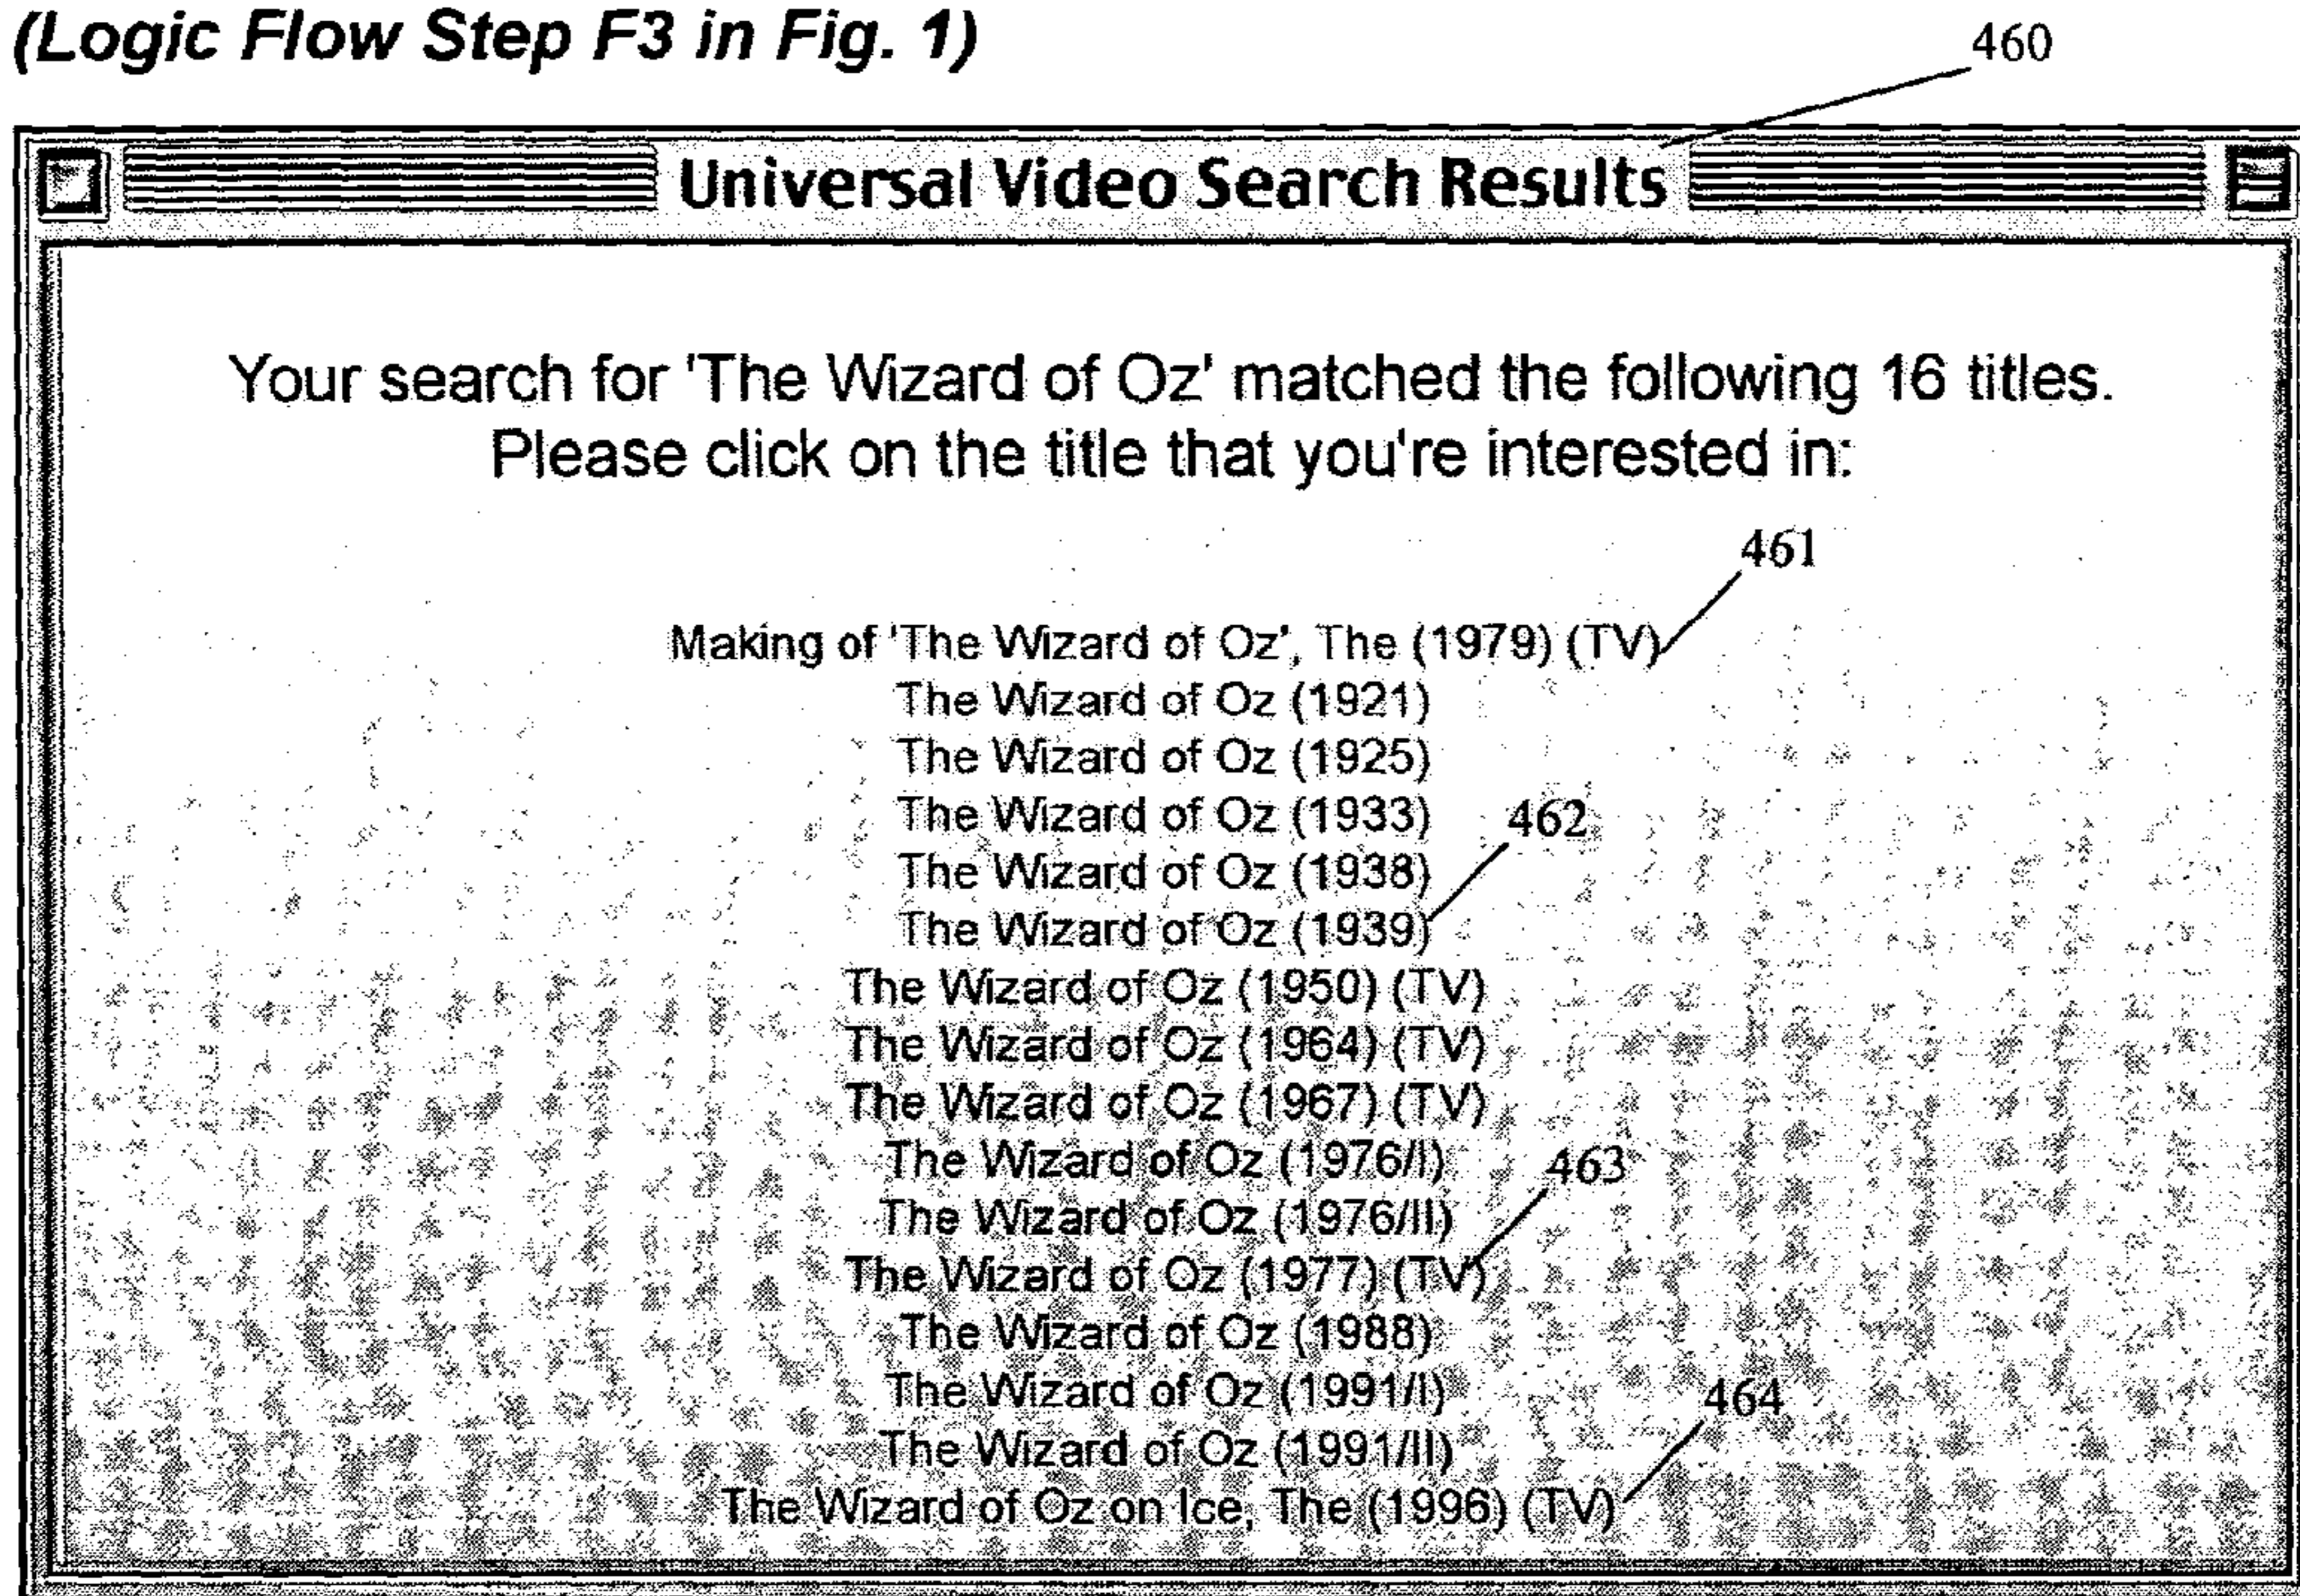 (Logic Flow Step F3 in Fig. 1)
460
Universal Video Search Results
Your search for 'The Wizard of Oz' matched the following 16 titles.
Please click on the title that you're interested in:
461
Making of 'The Wizard of Oz', The (1979) (TV)
The Wizard of Oz (1921)
The Wizard of Oz (1925)
The Wizard of Oz (1933) 462
The Wizard of Oz (1938)
The Wizard of Oz (1939)
The Wizard of Oz (1950) (TV)
The Wizard of Oz (1964) (TV)
The Wizard of Oz (1967) (TV)
The Wizard of Oz (1976/I) 463
The Wizard of Oz (1976/II)
The Wizard of Oz (1977) (TV)
The Wizard of Oz (1988)
The Wizard of Oz (1991/I) 464
The Wizard of Oz (1991/II)
The Wizard of Oz on Ice, The (1996) (TV)